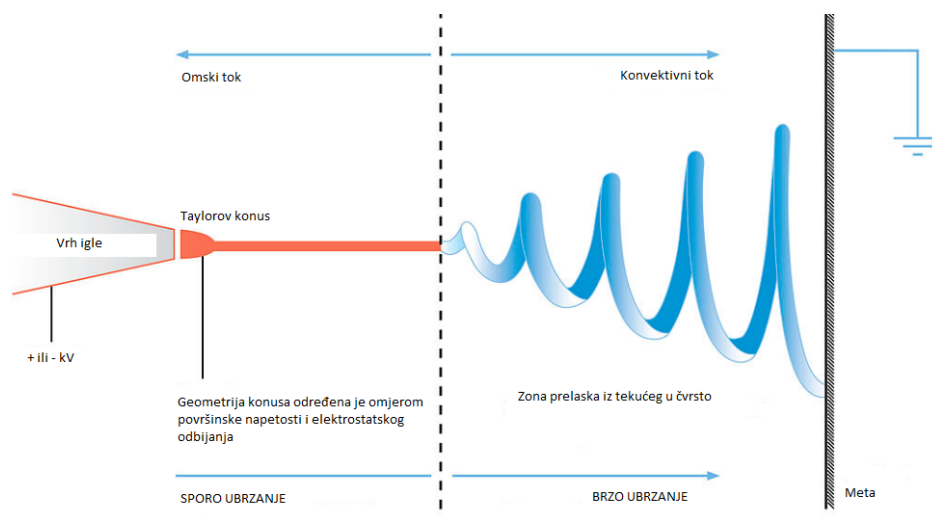 Omski tok
Konvektivni tok
Taylorov konus
Vrh igle
+ ili - kV
Geometrija konusa određena je omjerom
površinske napetosti i elektrostatskog
odbijanja
Zona prelaska iz tekućeg u čvrsto
SPORO UBRZANJE
BRZO UBRZANJE
Meta